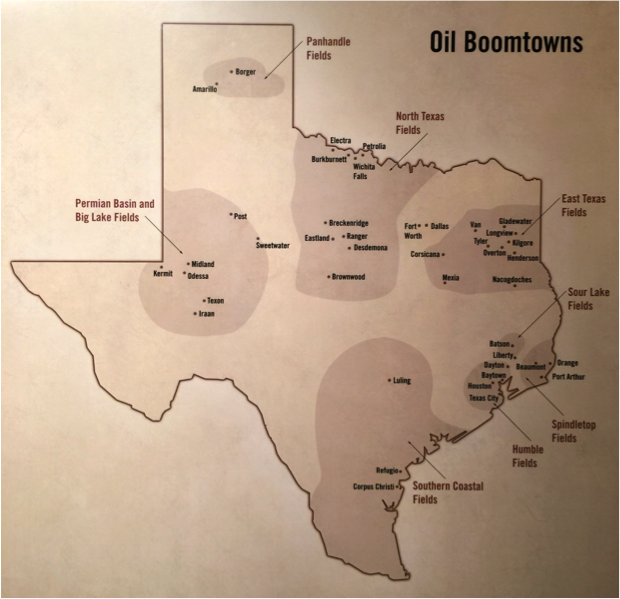 Oil Boomtowns
Panhandle
Fields
Borger
Amarillo
North Texas
Fields
Electra
Petrolia
Burkburnett
Wichita
Falls
Permian Basin and
Big Lake Fields
Post
Sweetwater
Midland
Kermit
Odessa
Texon
Iraan
Breckenridge
Eastland
Ranger
Desdemona
Browowood
East Texas
Fields
Fort
Worth
Dallas
Corsicana
Mexia
Van
Gladewater
Longview
Tyler
Kilgore
Overton
Henderson
Nacogdoches
Sour Lake
Fields
Batson
Liberty
Dayton
Beaumont
Orange
Baytown
Port Arthur
Houston
Texas City
Spindletop
Fields
Humble
Fields
Luling
Refugio
Corpus Christi
Southern Coastal
Fields